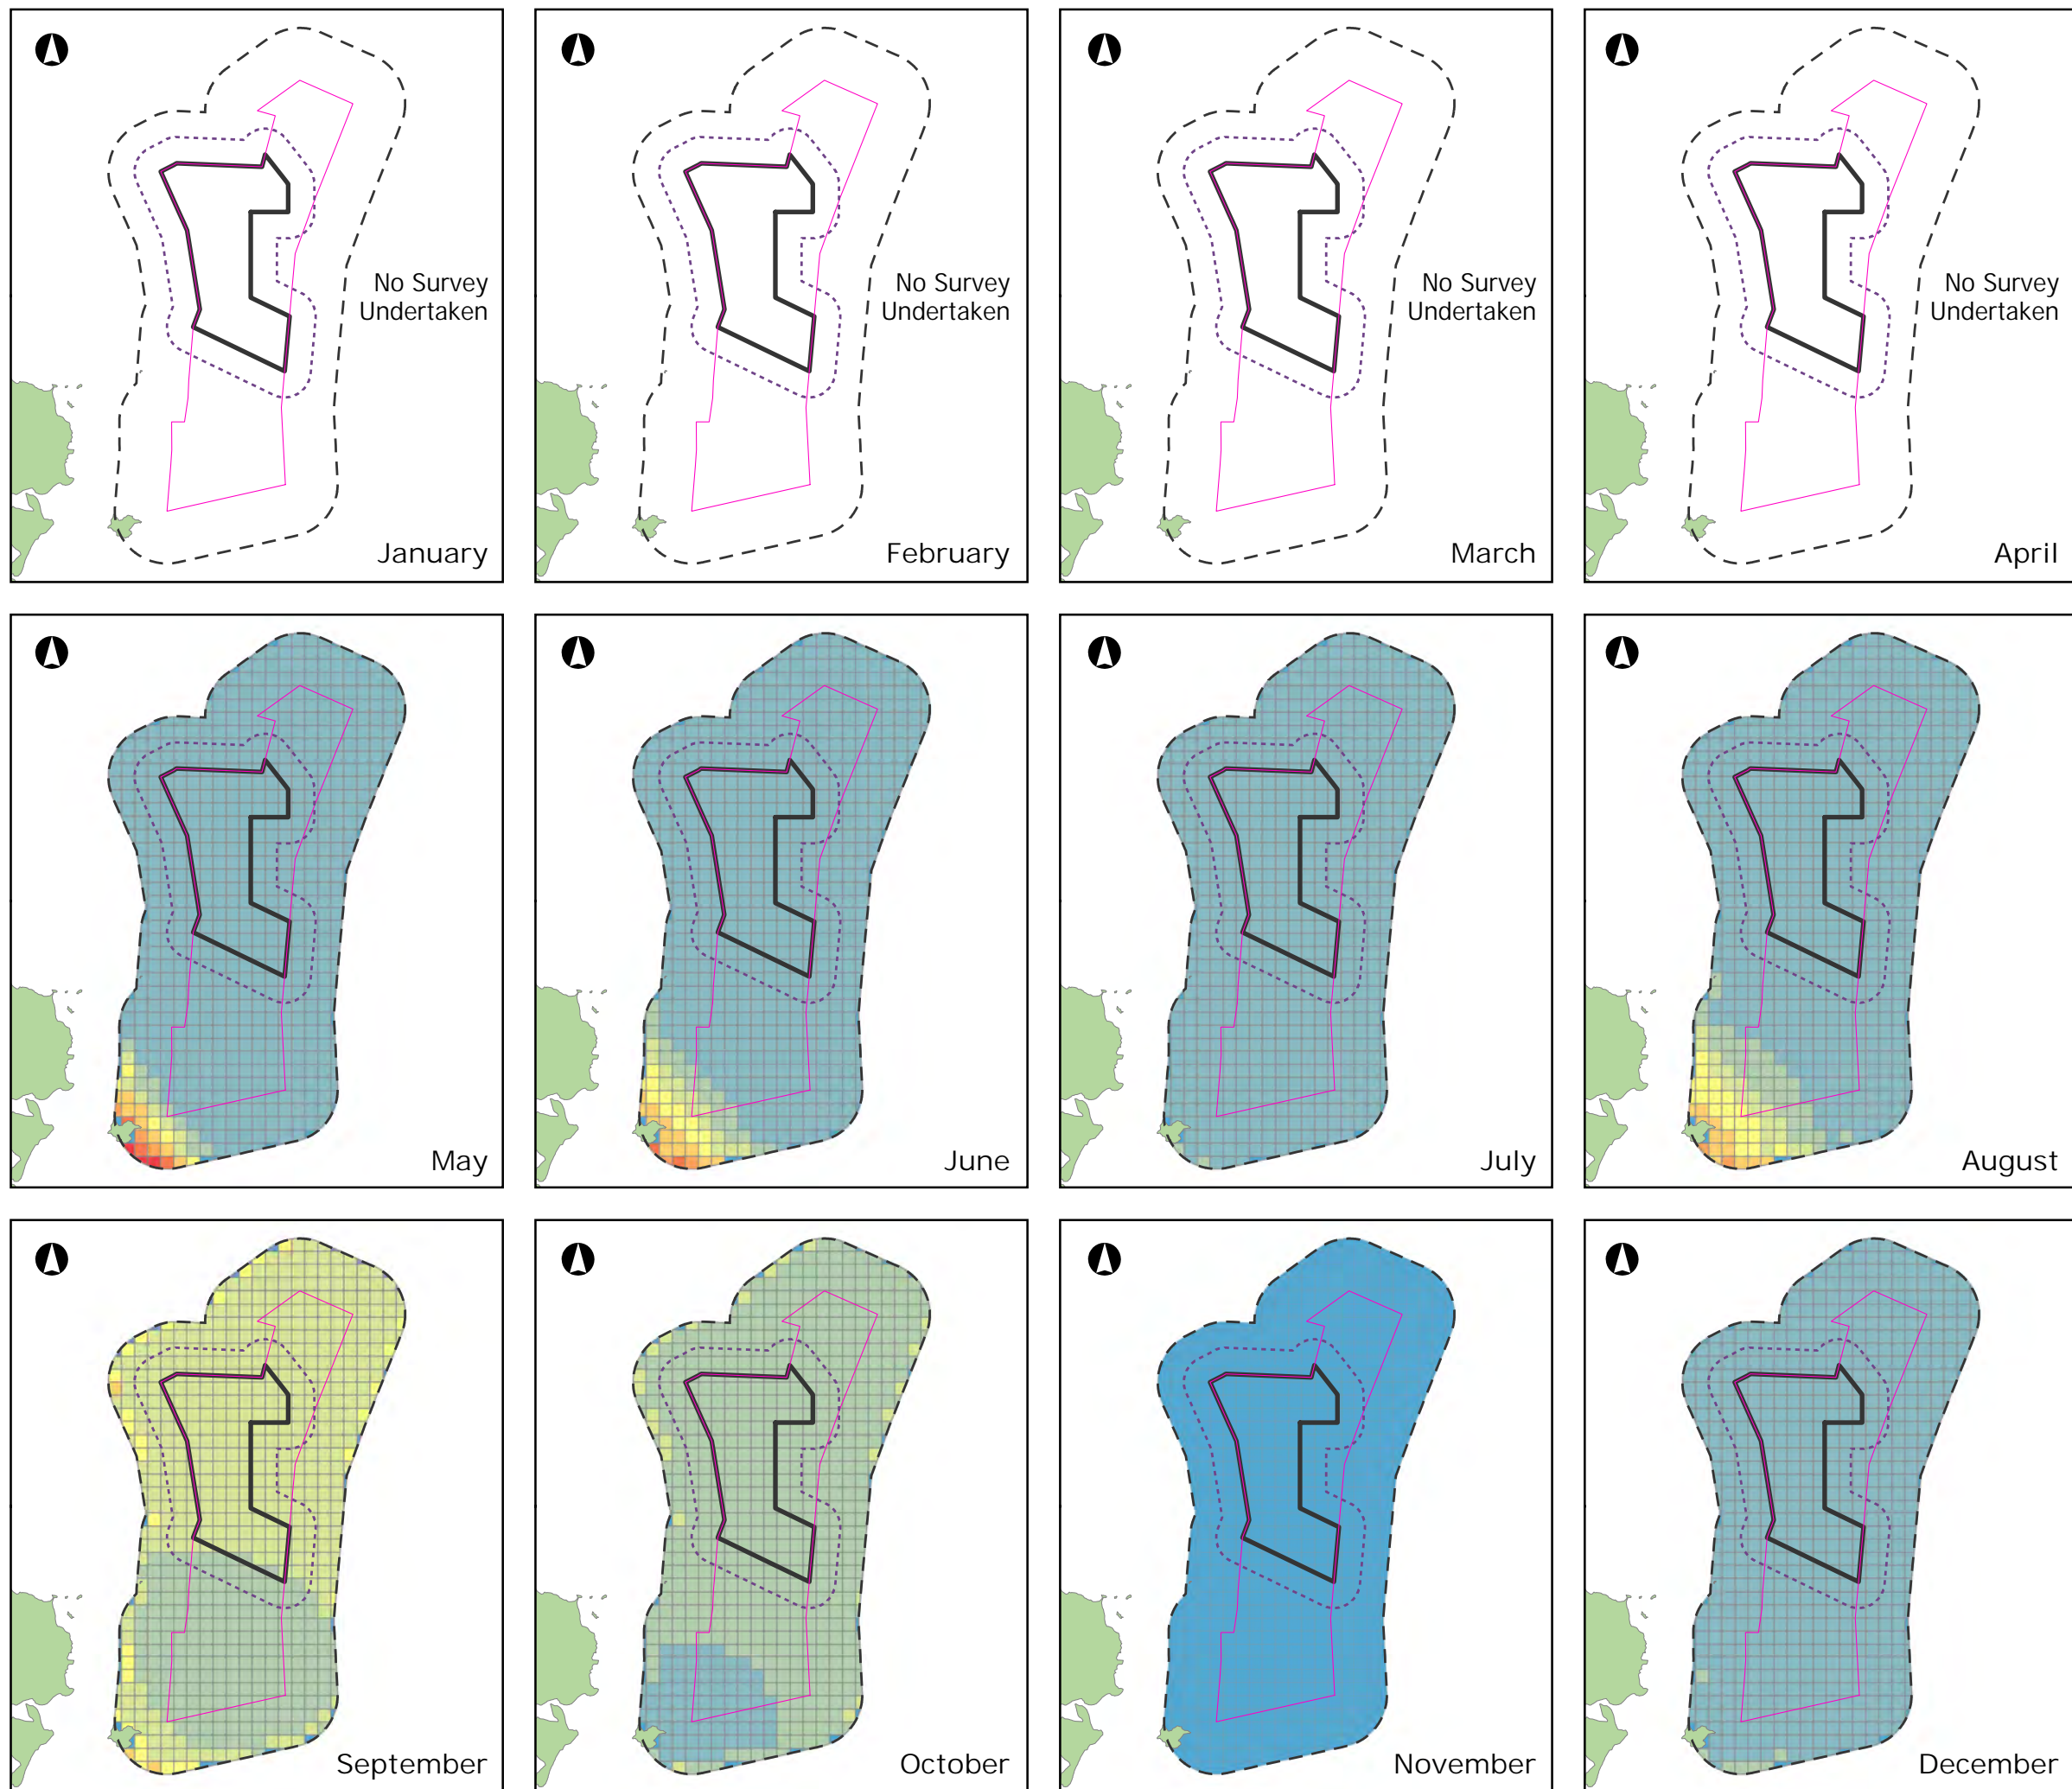 No Survey
Undertaken
January
No Survey
Undertaken
February
No Survey
Undertaken
March
No Survey
Undertaken
April
May
June
July
August
September
October
November
December